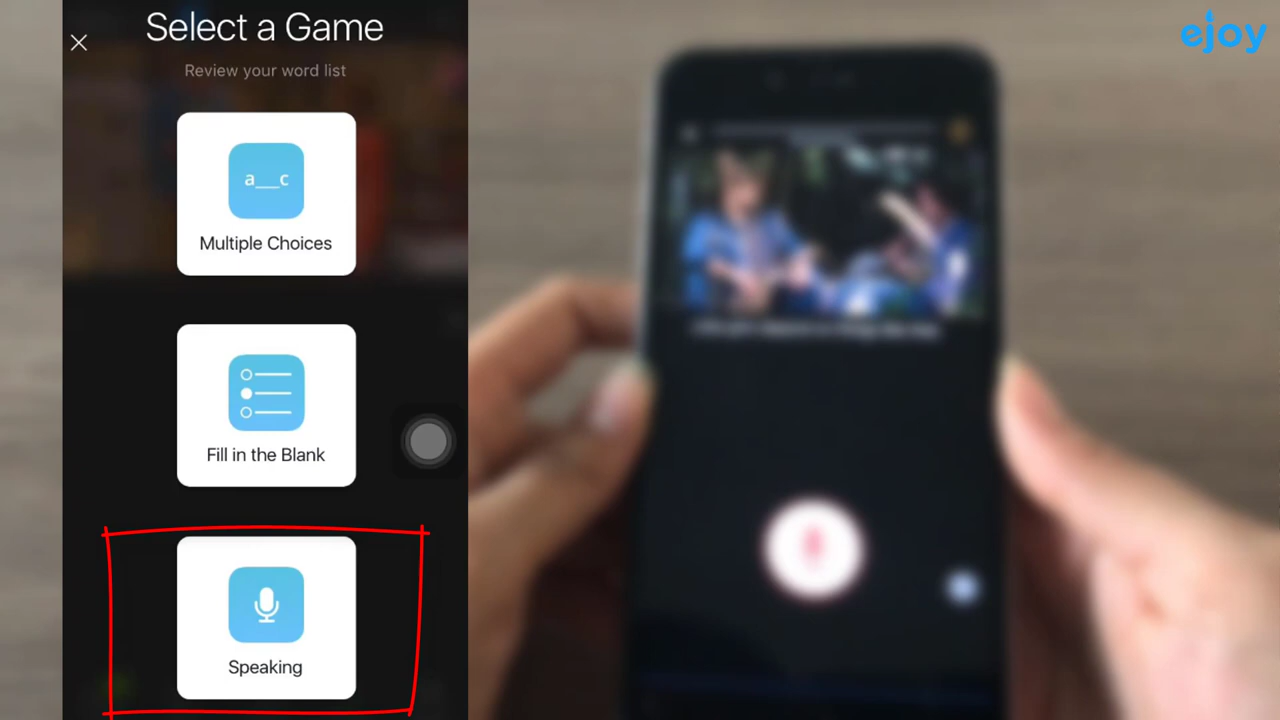 Select a Game
Review your word list
a__c
Multiple Choices
Fill in the Blank
Speaking
ejoy